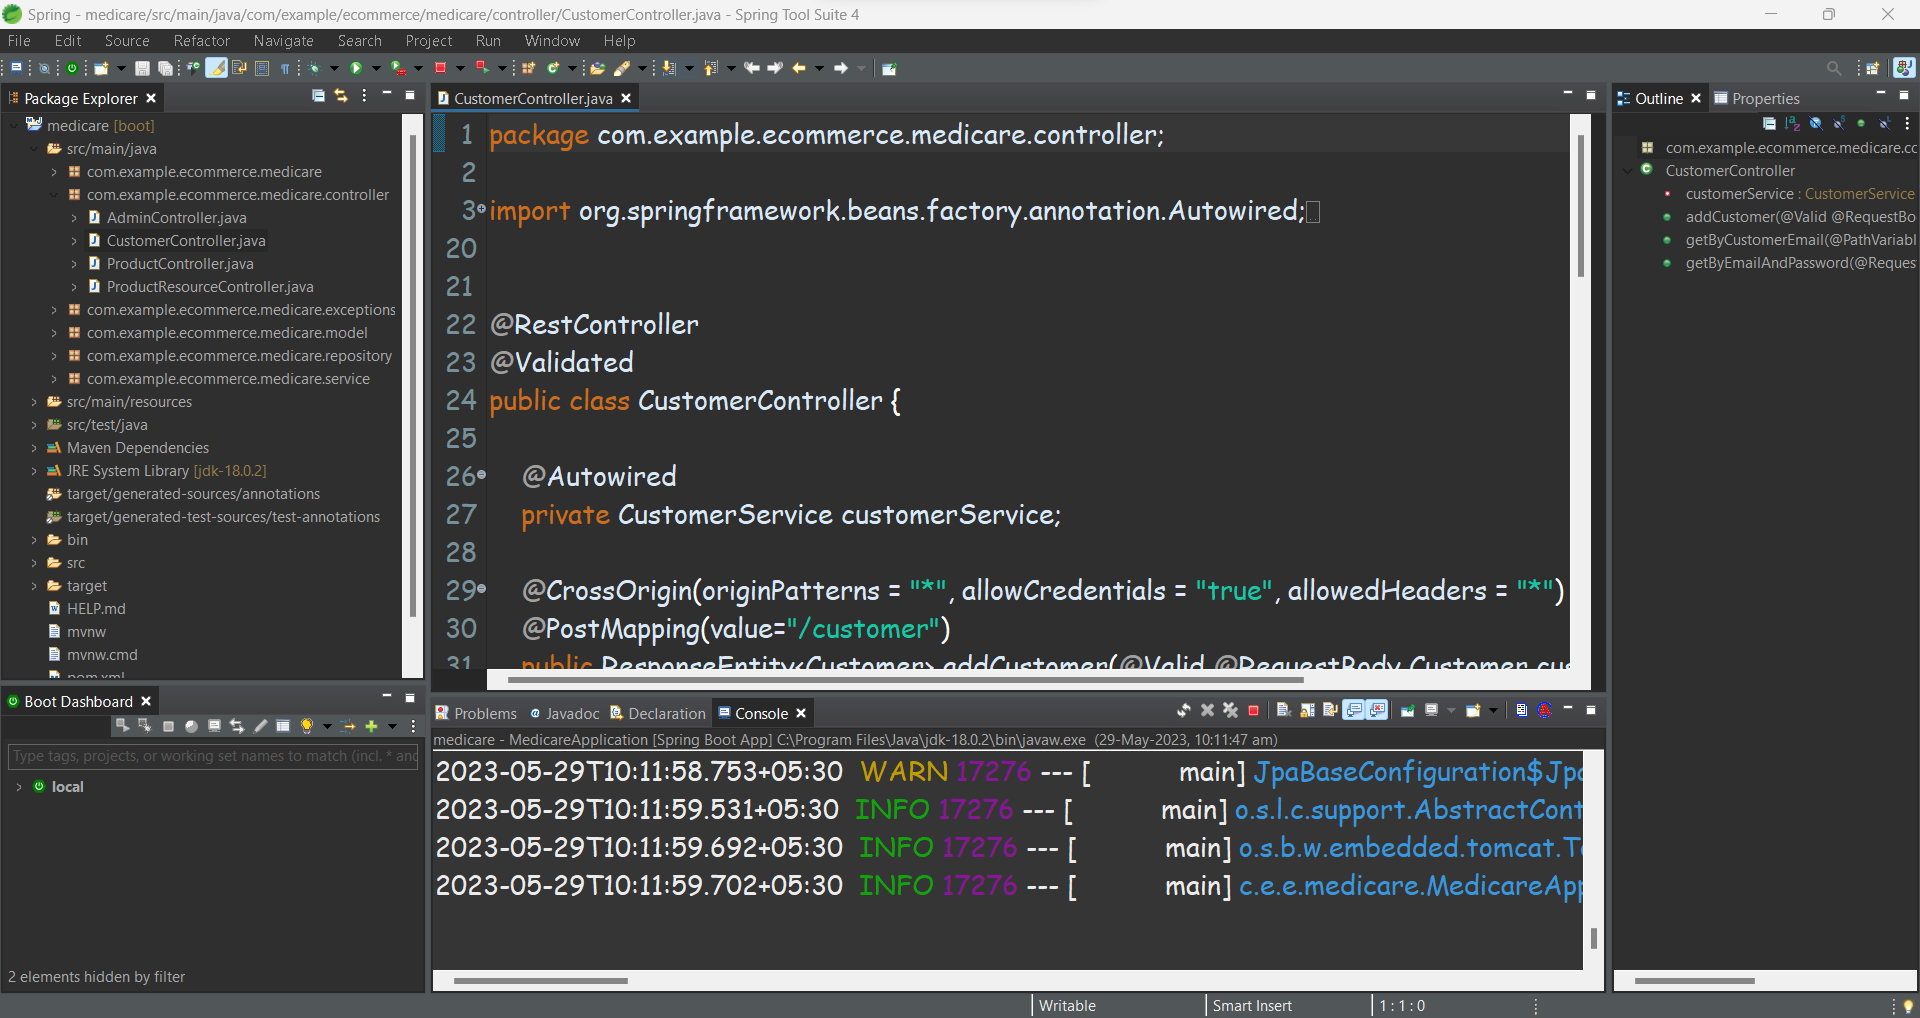 Spring - medicare/src/main/java/com/example/ecommerce/medicare/controller/CustomerController.java - Spring Tool Suite 4
File Edit Source Refactor Navigate Search Project Run Window Help
Package Explorer
medicare [boot]
src/main/java
com.example.ecommerce.medicare
com.example.ecommerce.medicare.controller
AdminController.java
CustomerController.java
ProductController.java
ProductResourceController.java
com.example.ecommerce.medicare.exceptions
com.example.ecommerce.medicare.model
com.example.ecommerce.medicare.repository
com.example.ecommerce.medicare.service
src/main/resources
src/test/java
Maven Dependencies
JRE System Library [jdk-18.0.2]
target/generated-sources/annotations
target/generated-test-sources/test-annotations
bin
src
target
HELP.md
mvnw
mvnw.cmd
pom.xml
Boot Dashboard
Type tags, projects, or working set names to match (incl. * and
local
2 elements hidden by filter
CustomerController.java
1 package com.example.ecommerce.medicare.controller;
2
3 import org.springframework.beans.factory.annotation.Autowired;
20
21
22 @RestController
23 @Validated
24 public class CustomerController {
25
26 @Autowired
27 private CustomerService customerService;
28
29 @CrossOrigin(originPatterns = "*", allowCredentials = "true", allowedHeaders = "*")
30 @PostMapping(value="/customer")
31 public ResponseEntity<Customer> addCustomer(@Valid @RequestBody Customer cus
Problems Javadoc Declaration Console
medicare - MedicareApplication [Spring Boot App] C:\Program Files\Java\jdk-18.0.2\bin\javaw.exe (29-May-2023, 10:11:47 am)
2023-05-29T10:11:58.753+05:30 WARN 17276 --- [ main] JpaBaseConfiguration$Jpa
2023-05-29T10:11:59.531+05:30 INFO 17276 --- [ main] o.s.l.c.support.AbstractCont
2023-05-29T10:11:59.692+05:30 INFO 17276 --- [ main] o.s.b.w.embedded.tomcat.To
2023-05-29T10:11:59.702+05:30 INFO 17276 --- [ main] c.e.e.medicare.MedicareApp
Outline Properties
com.example.ecommerce.medicare.cc
CustomerController
customerService : CustomerService
addCustomer(@Valid @RequestBo
getByCustomerEmail(@PathVariabl
getByEmailAndPassword(@Reques
Writable Smart Insert 1 : 1 : 0